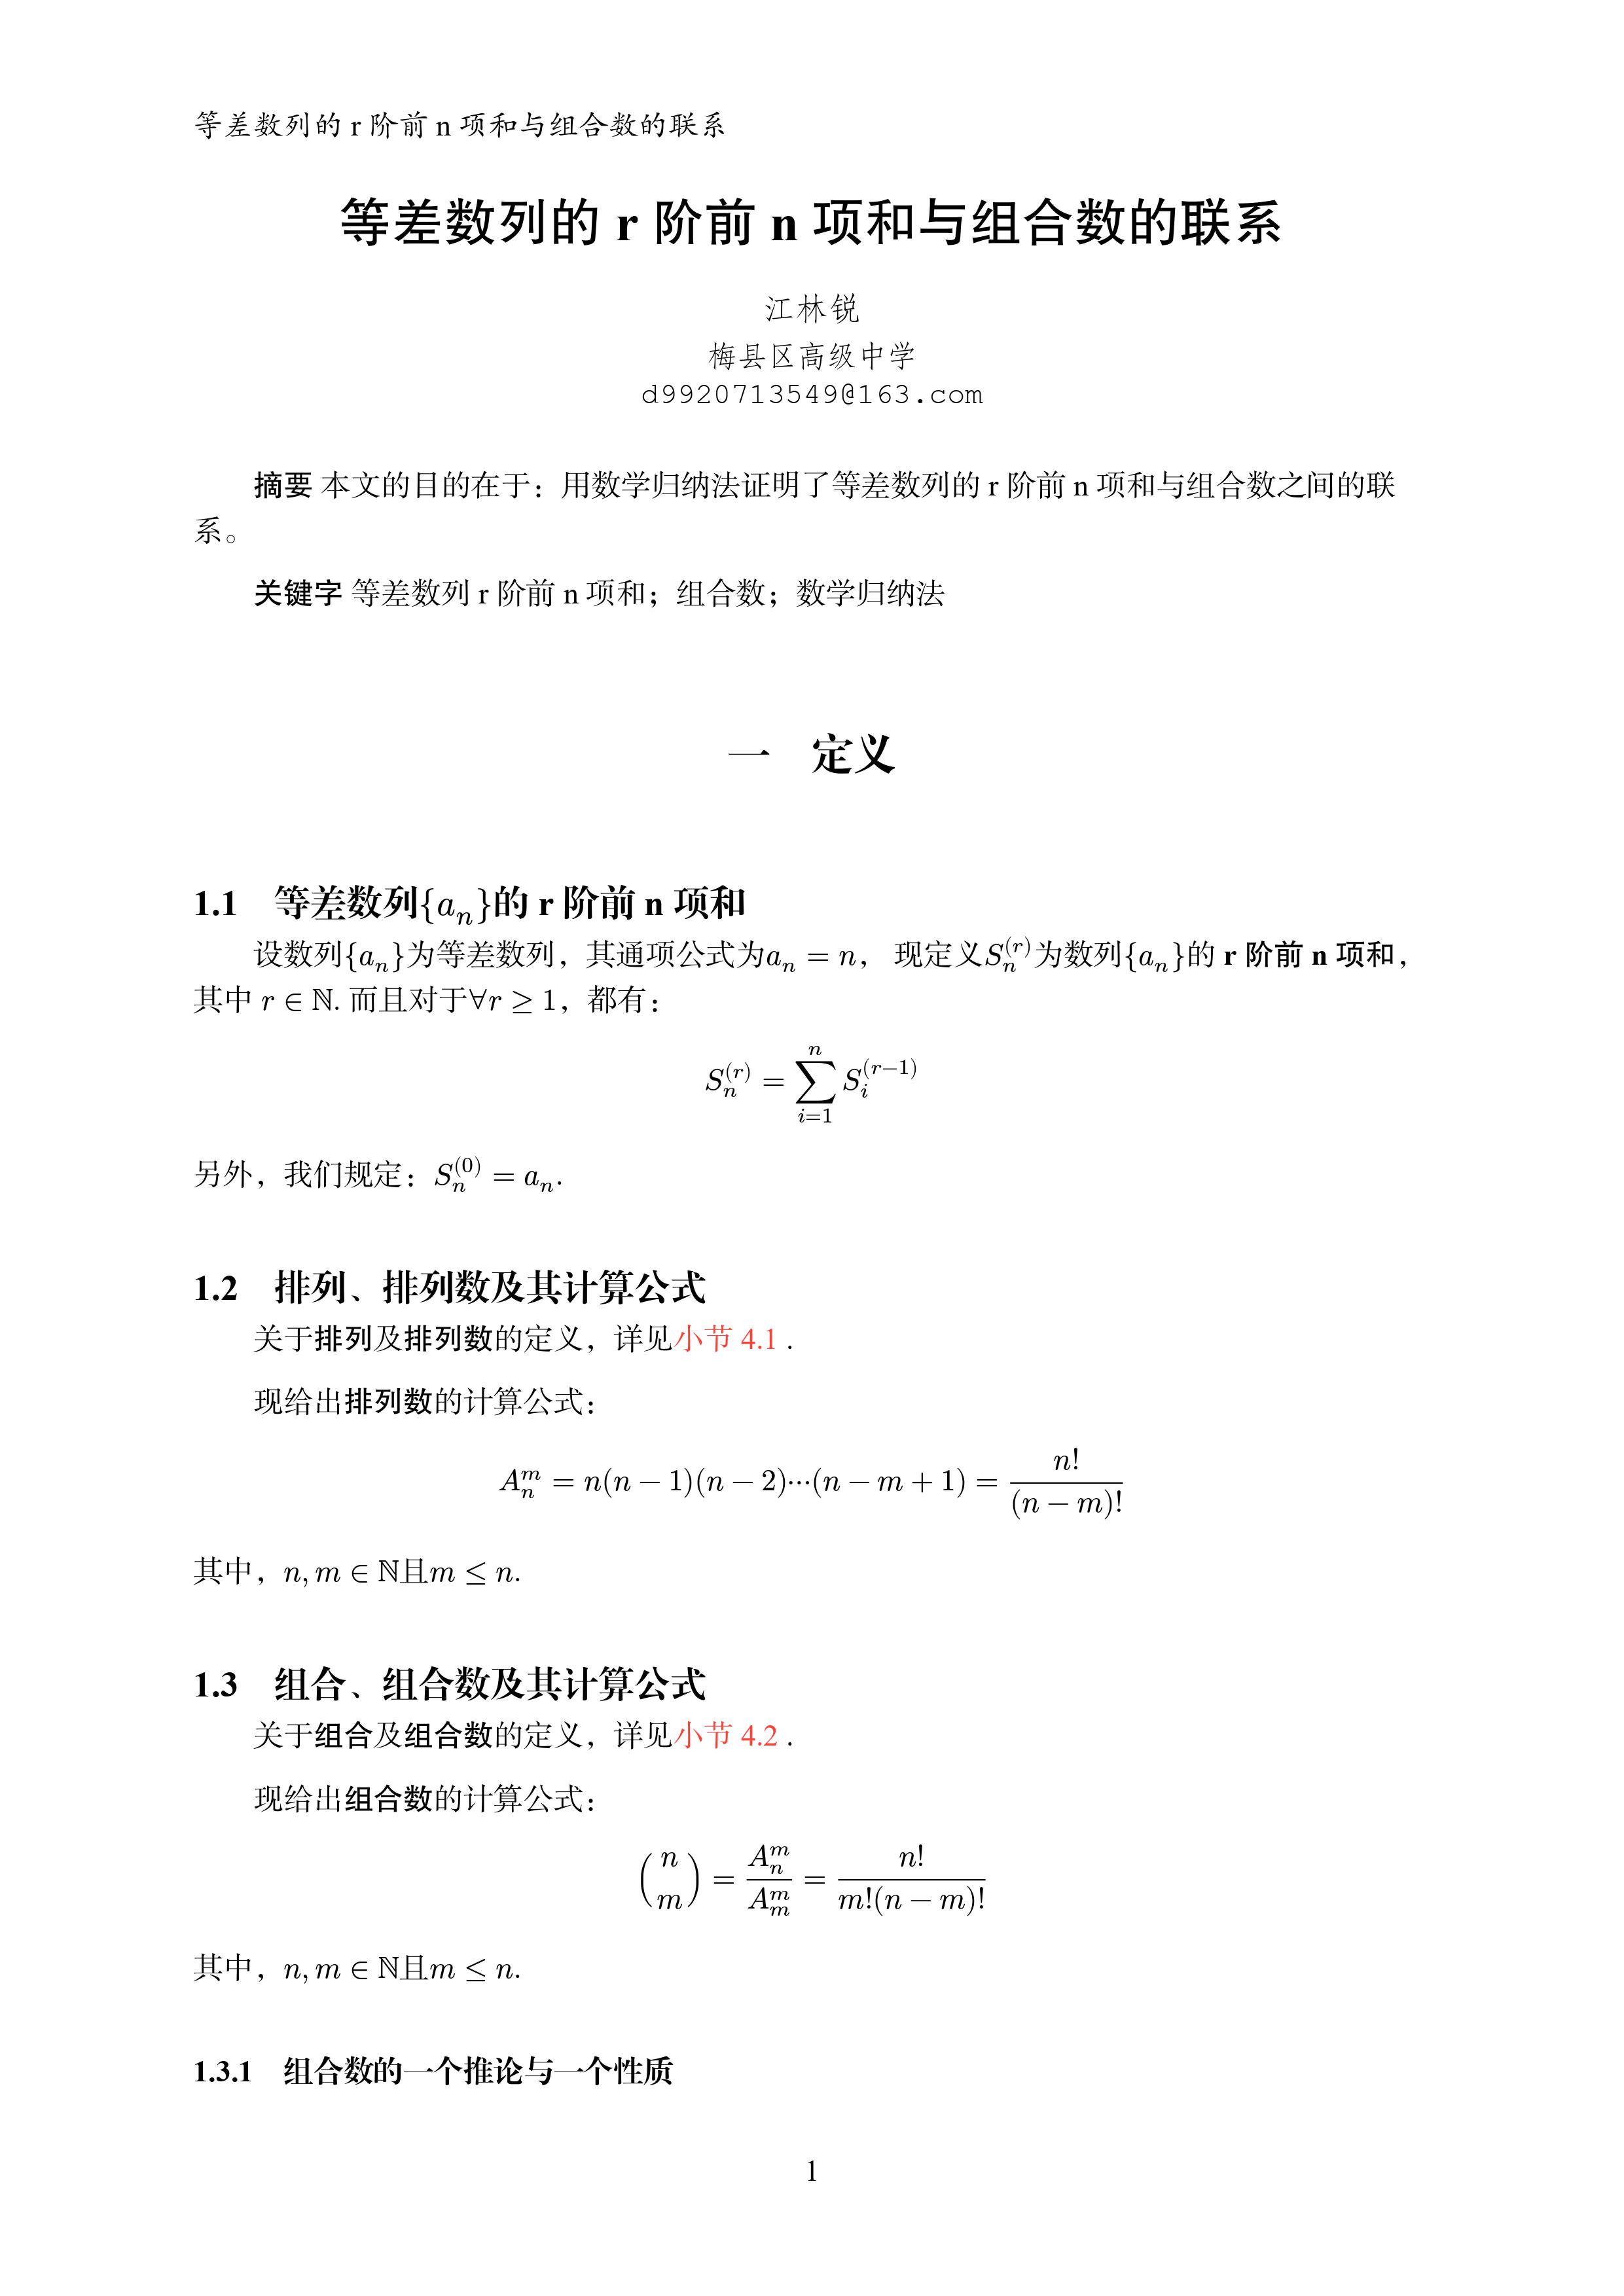 等差数列的 r 阶前 n 项和与组合数的联系
等差数列的 r 阶前 n 项和与组合数的联系
江林锐
梅县区高级中学
d9920713549@163.com
摘要 本文的目的在于：用数学归纳法证明了等差数列的 r 阶前 n 项和与组合数之间的联
系。
关键字 等差数列 r 阶前 n 项和；组合数；数学归纳法
一 定义
1.1 等差数列$\{a_n\}$的 r 阶前 n 项和
设数列$\{a_n\}$为等差数列，其通项公式为$a_n = n$， 现定义$S_n^{(r)}$为数列$\{a_n\}$的 r 阶前 n 项和，
其中 $r \in \mathbb{N}$. 而且对于$\forall r \geq 1$，都有：
$S_n^{(r)} = \sum_{i=1}^{n} S_i^{(r-1)}$
另外，我们规定：$S_n^{(0)} = a_n$.
1.2 排列、排列数及其计算公式
关于排列及排列数的定义，详见小节 4.1 .
现给出排列数的计算公式：
$A_n^m = n(n-1)(n-2)\cdots(n-m+1) = \frac{n!}{(n-m)!}$
其中，$n, m \in \mathbb{N}$且$m \leq n$.
1.3 组合、组合数及其计算公式
关于组合及组合数的定义，详见小节 4.2 .
现给出组合数的计算公式：
$\binom{n}{m} = \frac{A_n^m}{A_m^m} = \frac{n!}{m!(n-m)!}$
其中，$n, m \in \mathbb{N}$且$m \leq n$.
1.3.1 组合数的一个推论与一个性质
1